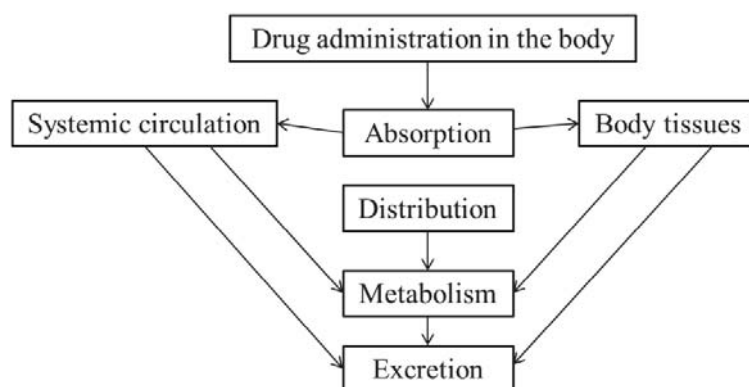 Drug administration in the body
Systemic circulation
Absorption
Body tissues
Distribution
Metabolism
Excretion